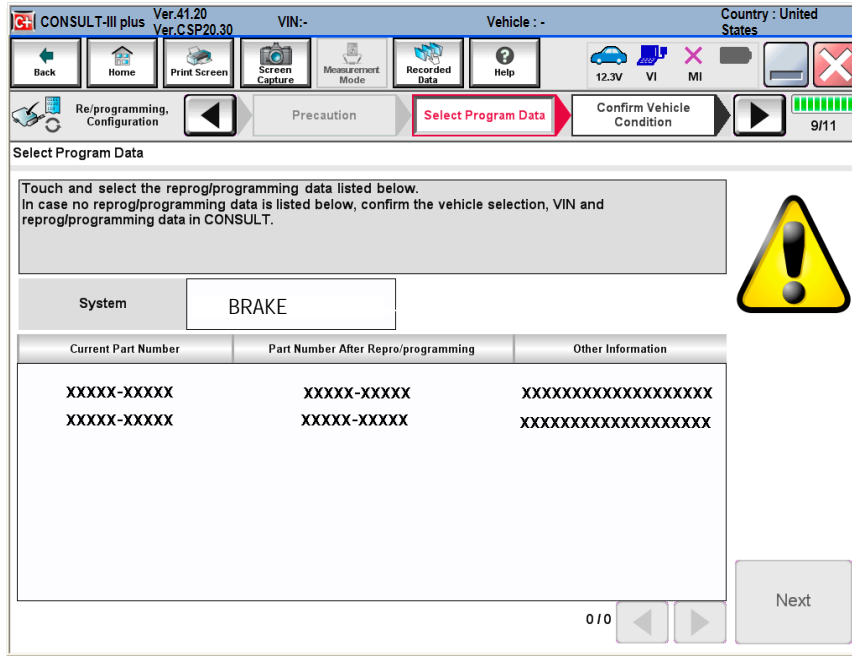 CONSULT-III plus Ver.41.20
Ver.CSP20.30
VIN:-
Vehicle : -
Country : United
States
Back
Home
Print Screen
Screen
Capture
Measurement
Mode
Recorded
Data
Help
12.3V
VI
MI
Re/programming,
Configuration
Precaution
Select Program Data
Confirm Vehicle
Condition
9/11
Select Program Data
Touch and select the reprog/programming data listed below.
In case no reprog/programming data is listed below, confirm the vehicle selection, VIN and
reprog/programming data in CONSULT.
System
BRAKE
Current Part Number
Part Number After Repro/programming
Other Information
XXXXX-XXXXX XXXXX-XXXXX XXXXXXXXXXXXXXXXXXX
XXXXX-XXXXX XXXXX-XXXXX XXXXXXXXXXXXXXXXXXX
0/0
Next